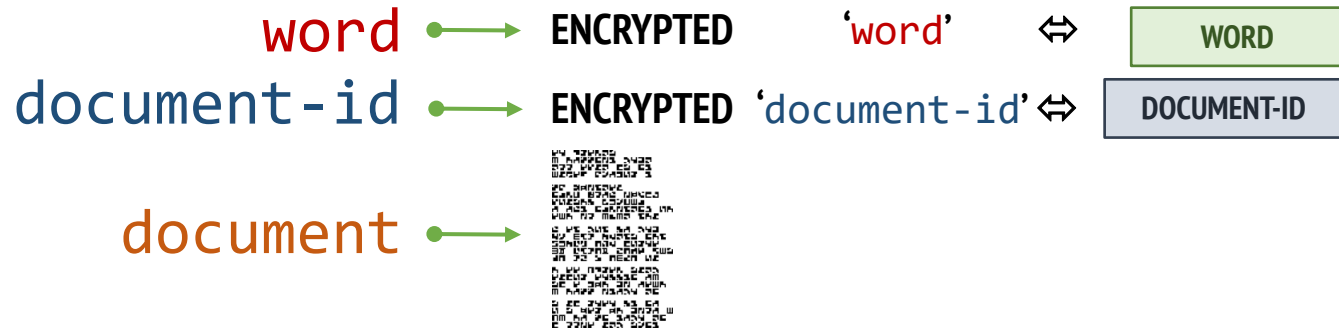 word ENCRYPTED ‘word’ ⇔ WORD
document-id ENCRYPTED ‘document-id’ ⇔ DOCUMENT-ID
document